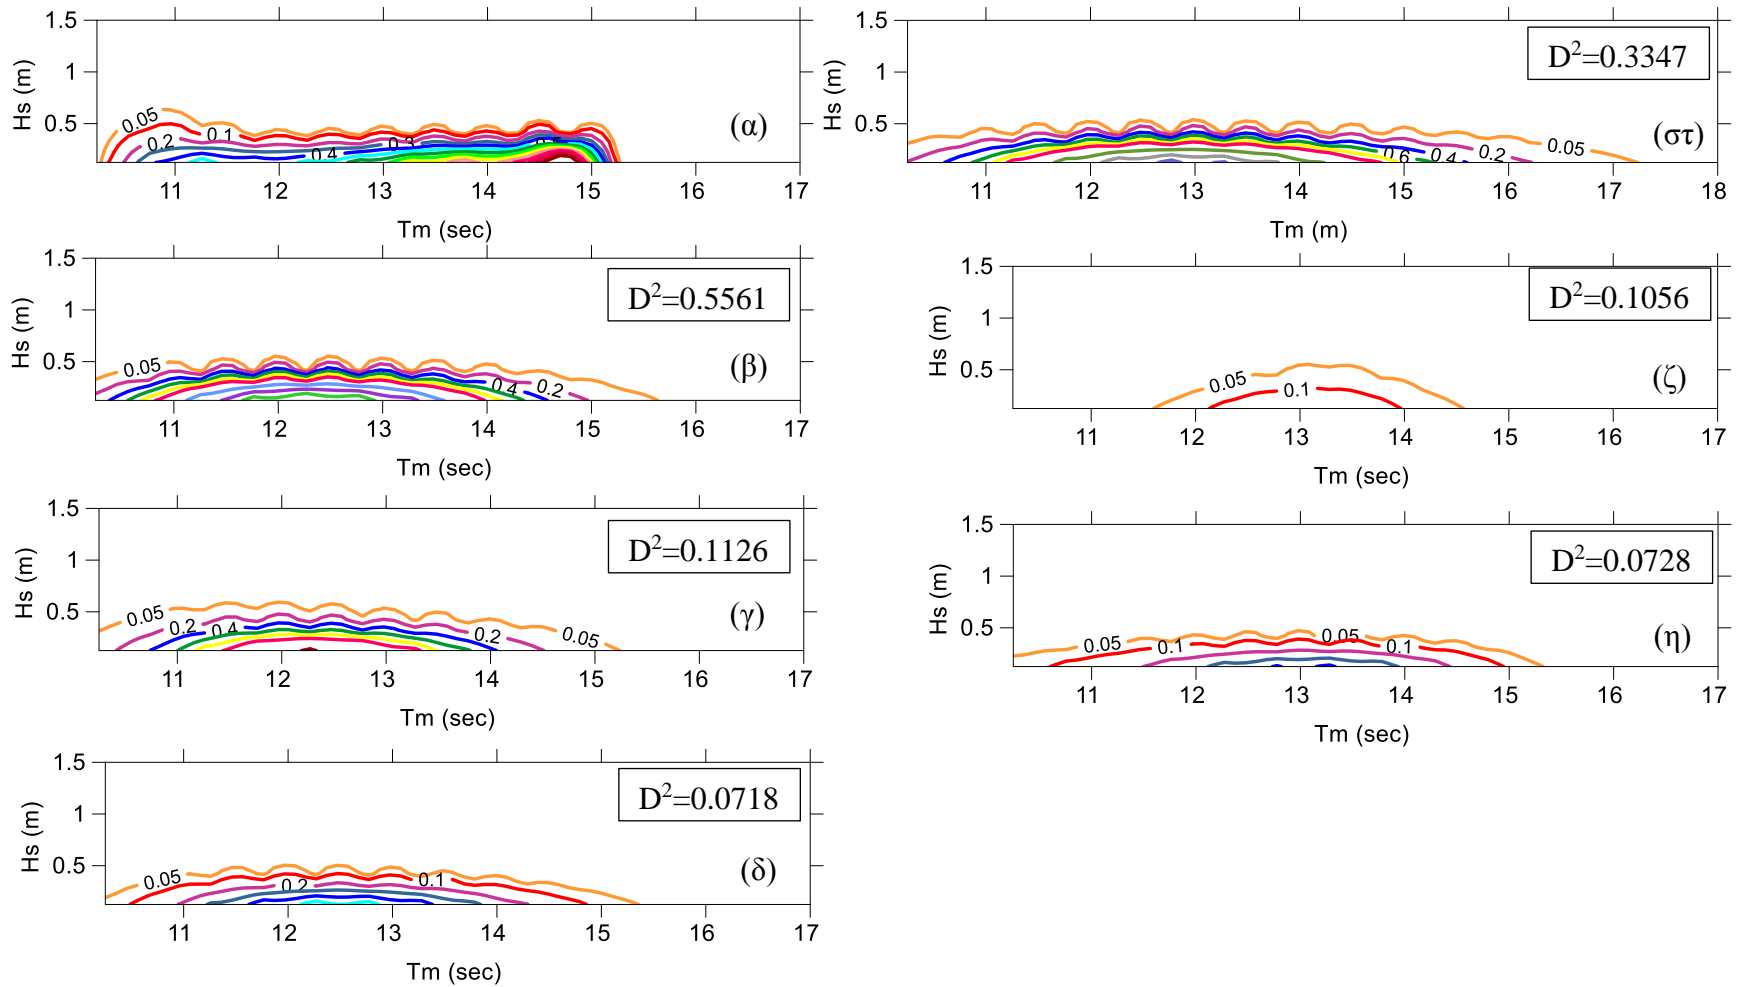 1.5
1
0.5
Hs (m)
0.05
0.1
0.2
0.4
0.3
(α)
11 12 13 14 15 16 17
Tm (sec)
1.5
1
0.5
Hs (m)
D²=0.5561
0.05
0.4
0.2
(β)
11 12 13 14 15 16 17
Tm (sec)
1.5
1
0.5
Hs (m)
D²=0.1126
0.05
0.2
0.4
0.2
0.05
(γ)
11 12 13 14 15 16 17
Tm (sec)
1.5
1
0.5
Hs (m)
D²=0.0718
0.05
0.2
0.1
(δ)
11 12 13 14 15 16 17
Tm (sec)
1.5
1
0.5
Hs (m)
D²=0.3347
0.6
0.4
0.2
0.05
(στ)
11 12 13 14 15 16 17 18
Tm (m)
1.5
1
0.5
Hs (m)
D²=0.1056
0.05
0.1
(ζ)
11 12 13 14 15 16 17
Tm (sec)
1.5
1
0.5
Hs (m)
D²=0.0728
0.05
0.1
0.05
0.1
(η)
11 12 13 14 15 16 17
Tm (sec)